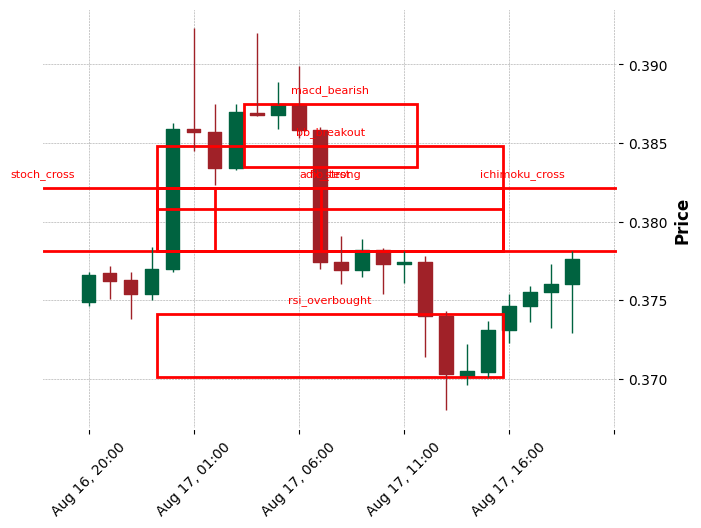 0.390
macd_bearish
0.385
bb_breakout
stoch_cross
ichimoku_cross
0.380
Price
0.375
rsi_overbought
0.370
Aug 16, 20:00
Aug 17, 01:00
Aug 17, 06:00
Aug 17, 11:00
Aug 17, 16:00